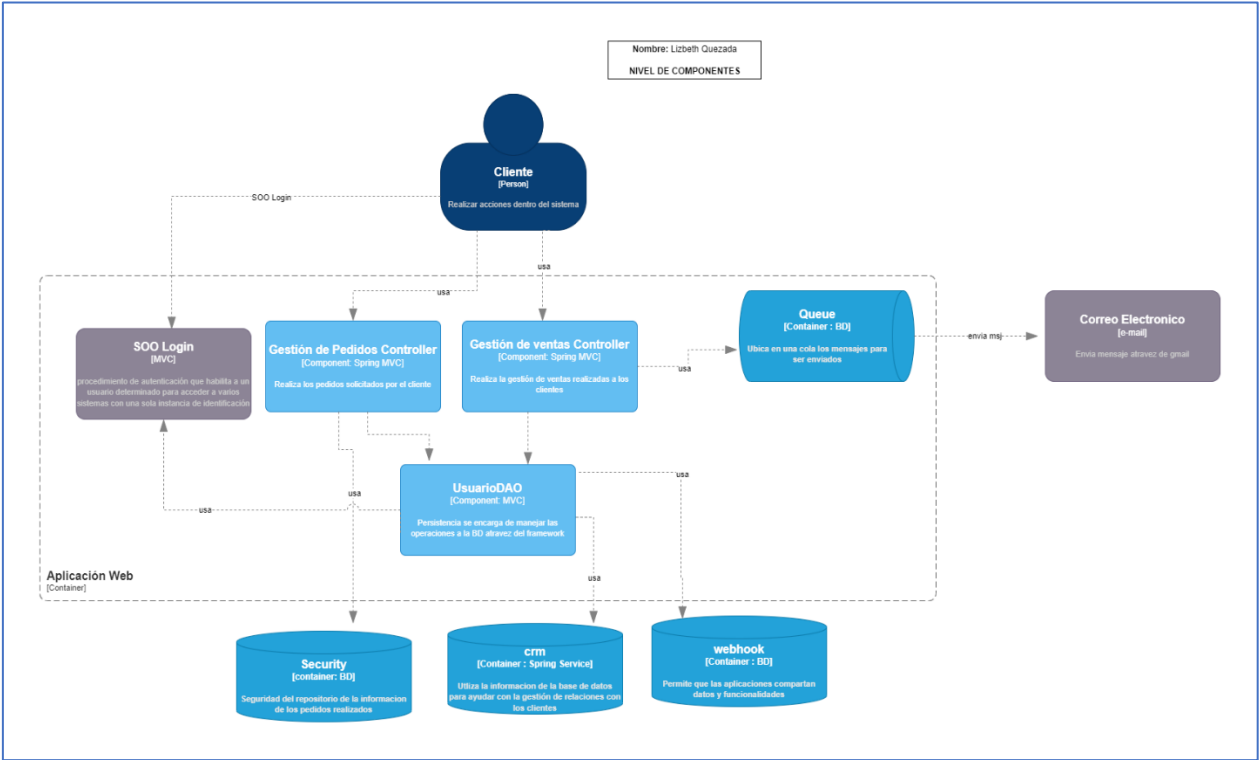 Nombre: Lizbeth Quezada
NIVEL DE COMPONENTES
Cliente
[Person]
Realizar acciones dentro del sistema
SOO Login
usa
usa
SOO Login
[MVC]
procedimiento de autenticación que habilita a un
usuario determinado para acceder a varios
sistemas con una sola instancia de identificación
Gestión de Pedidos Controller
[Component: Spring MVC]
Realiza los pedidos solicitados por el cliente
Gestión de ventas Controller
[Component: Spring MVC]
Realiza la gestión de ventas realizadas a los
clientes
usa
Queue
[Container : BD]
Ubica en una cola los mensajes para
ser enviados
envia msj
Correo Electronico
[e-mail]
Envia mensaje atravez de gmail
UsuarioDAO
[Component: MVC]
Persistencia se encarga de manejar las
operaciones a la BD atravez del framework
usa
usa
usa
usa
Aplicación Web
[Container]
Security
[container: BD]
Seguridad del repositorio de la informacion
de los pedidos realizados
crm
[Container : Spring Service]
Utliza la informacion de la base de datos
para ayudar con la gestión de relaciones con
los clientes
webhook
[Container : BD]
Permite que las aplicaciones compartan
datos y funcionalidades